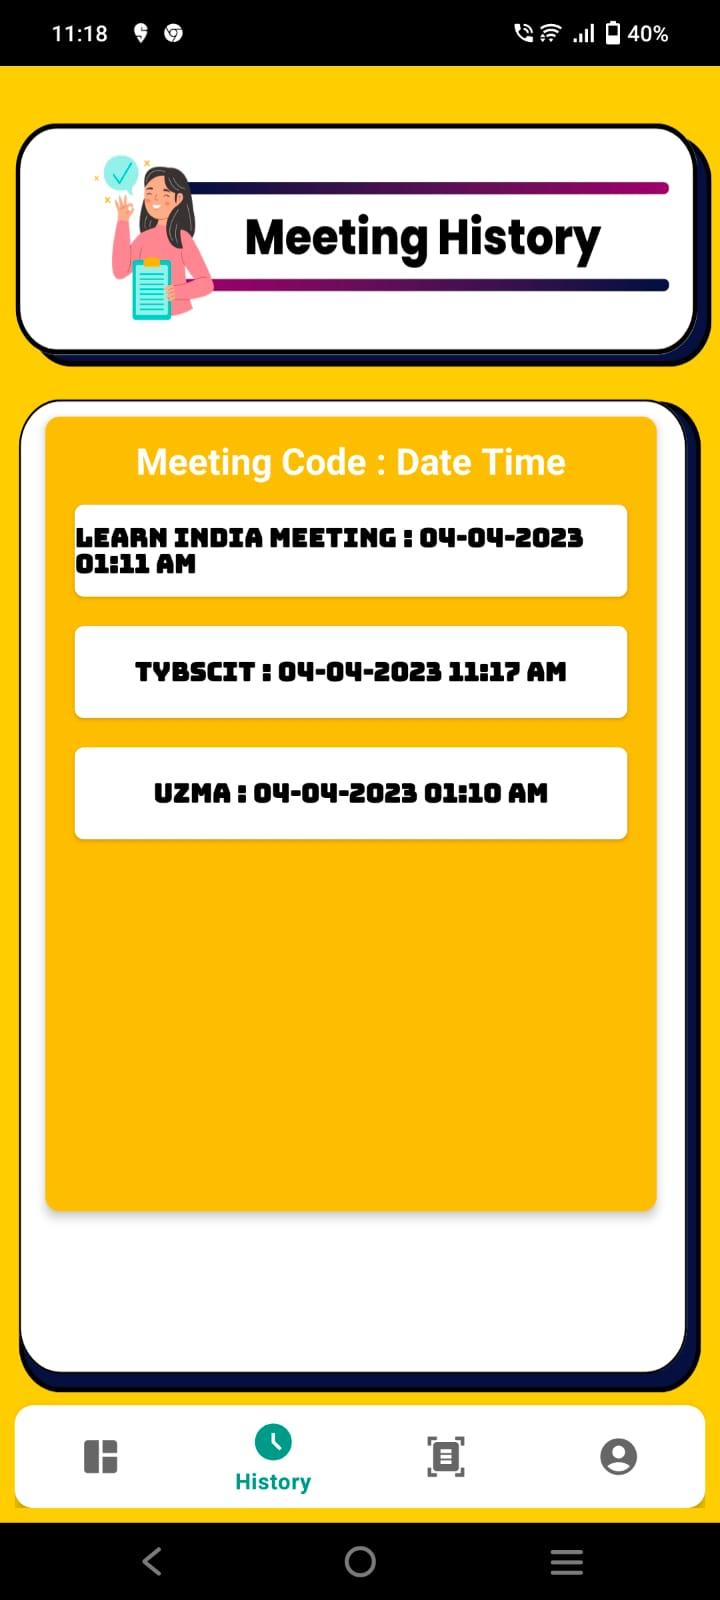 11:18
40%
Meeting History
Meeting Code : Date Time
LEARN INDIA MEETING : 04-04-2023
01:11 AM
TYBSCIT : 04-04-2023 11:17 AM
UZMA : 04-04-2023 01:10 AM
History